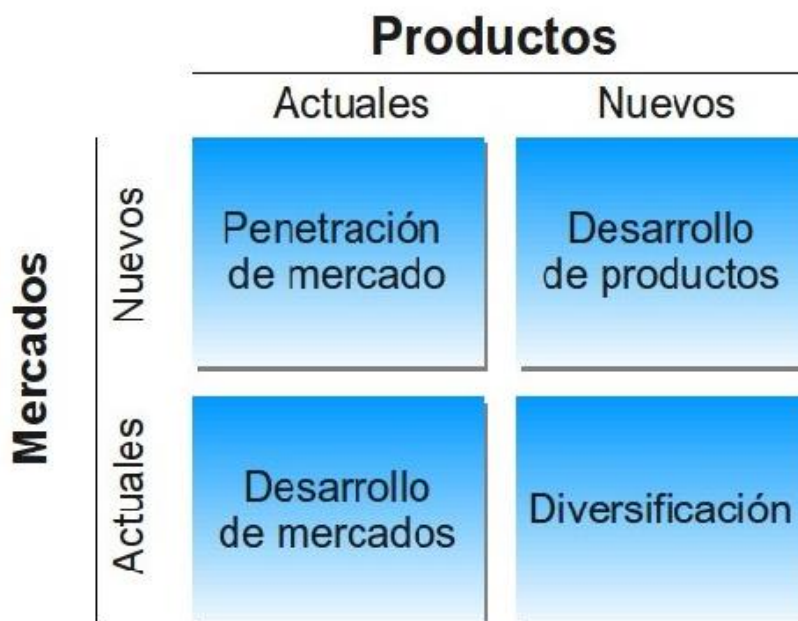 Productos
Actuales
Nuevos
Mercados
Nuevos
Penetración
de mercado
Desarrollo
de productos
Actuales
Desarrollo
de mercados
Diversificación